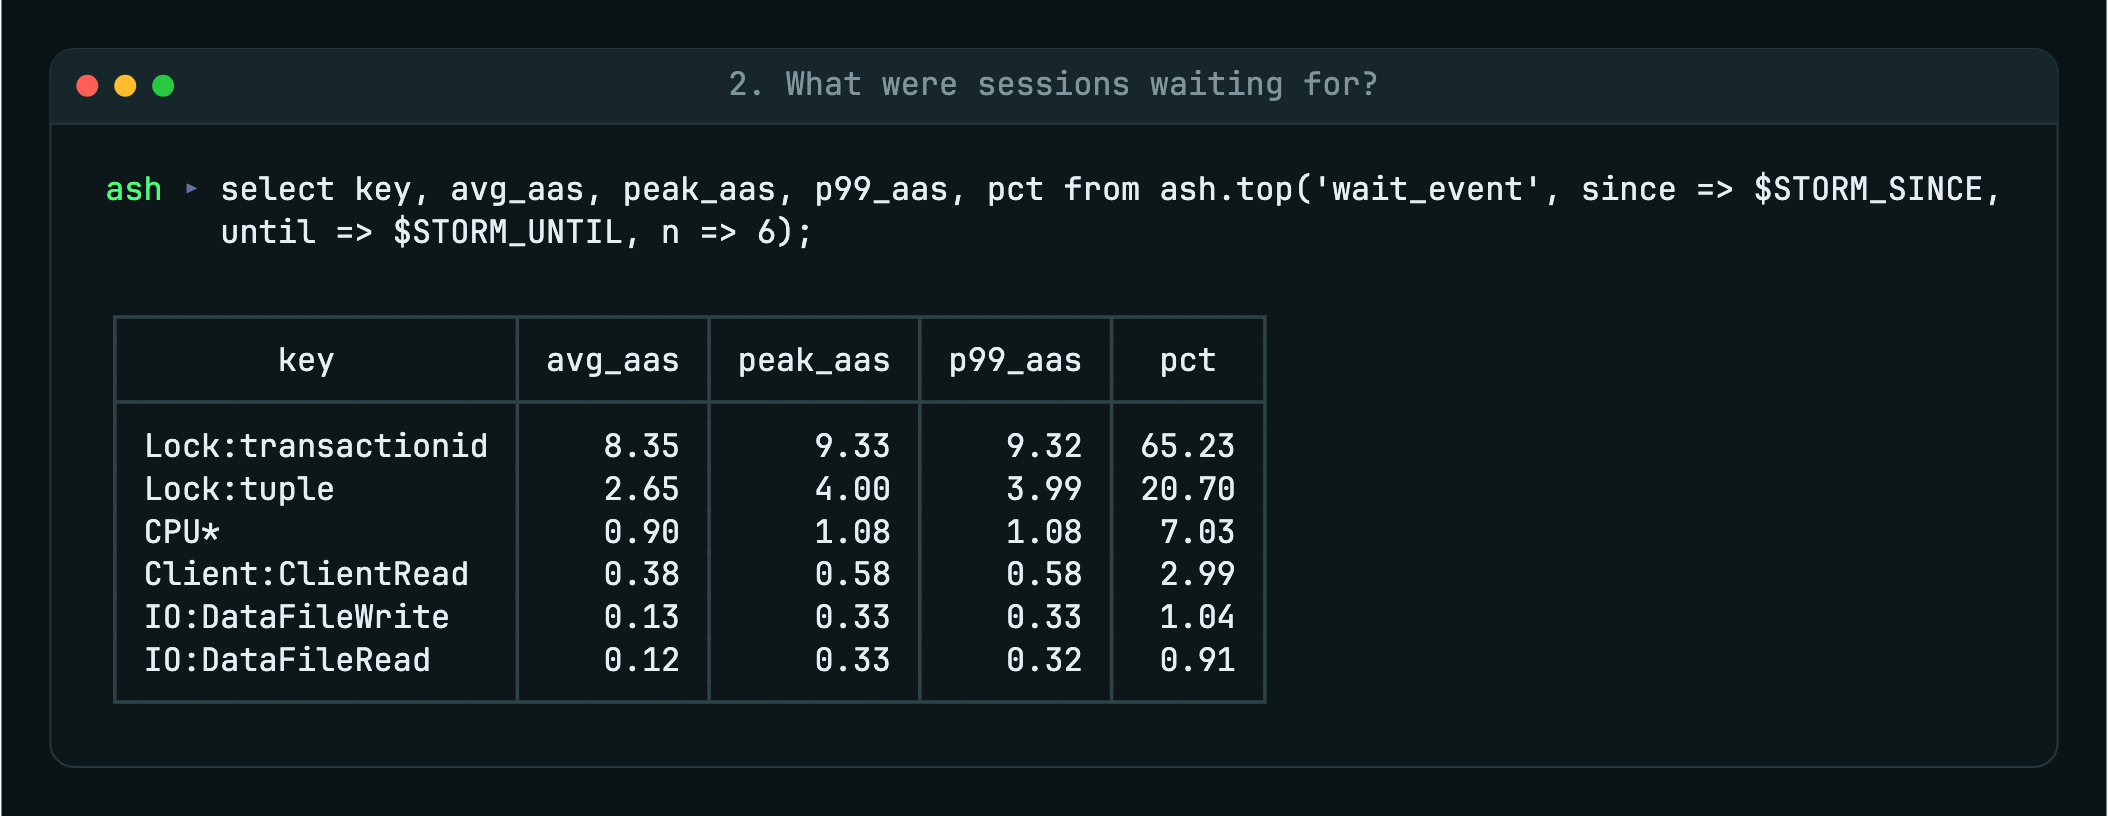 2. What were sessions waiting for?
ash ▸ select key, avg_aas, peak_aas, p99_aas, pct from ash.top('wait_event', since => $STORM_SINCE,
until => $STORM_UNTIL, n => 6);
key avg_aas peak_aas p99_aas pct
Lock:transactionid 8.35 9.33 9.32 65.23
Lock:tuple 2.65 4.00 3.99 20.70
CPU* 0.90 1.08 1.08 7.03
Client:ClientRead 0.38 0.58 0.58 2.99
IO:DataFileWrite 0.13 0.33 0.33 1.04
IO:DataFileRead 0.12 0.33 0.32 0.91